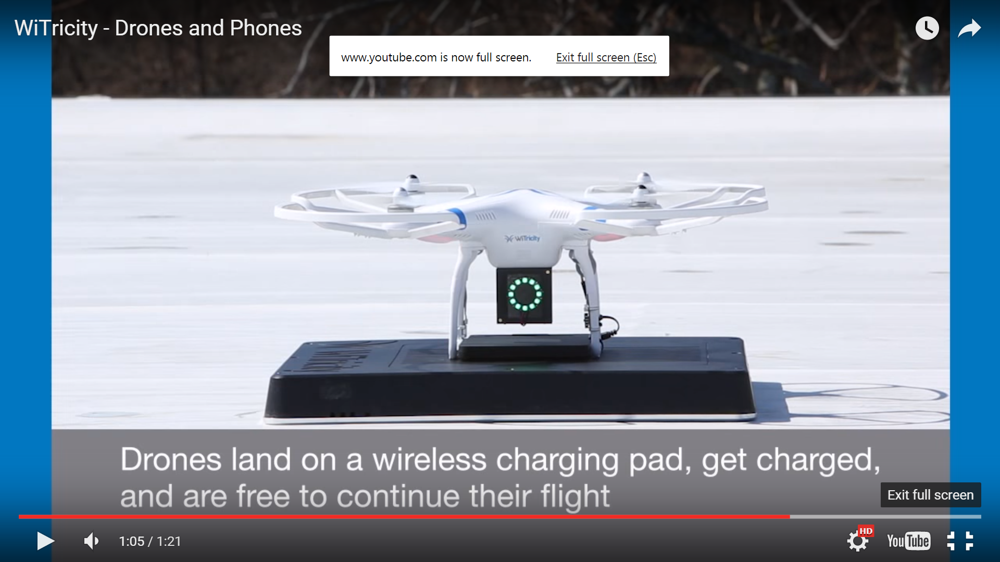 WiTricity - Drones and Phones
www.youtube.com is now full screen. Exit full screen (Esc)
WiTricity
Drones land on a wireless charging pad, get charged,
and are free to continue their flight
Exit full screen
1:05 / 1:21
HD
YouTube